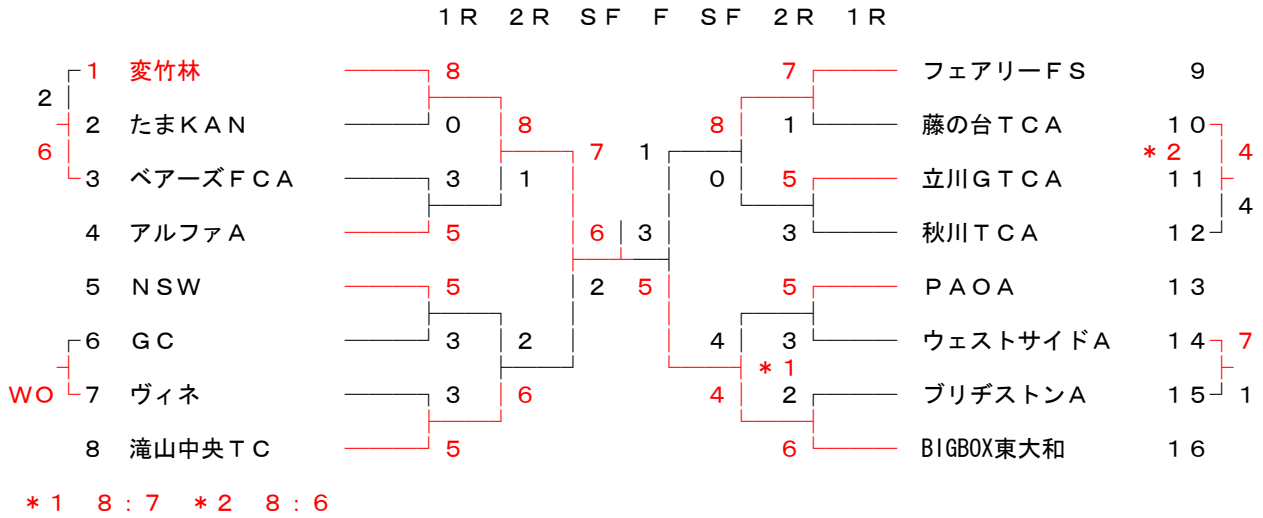 １Ｒ ２Ｒ ＳＦ Ｆ ＳＦ ２Ｒ １Ｒ
1 変竹林 8 7 フェアリーＦＳ 9
2
2 たまＫＡＮ 0 8 8 1 藤の台ＴＣＡ １０
6 7 1 ＊２ 4
3 ベアーズＦＣＡ 3 1 0 5 立川ＧＴＣＡ １１
4
4 アルファＡ 5 6 3 3 秋川ＴＣＡ １２
5 ＮＳＷ 5 2 5 5 ＰＡＯＡ １３
6 ＧＣ 3 2 4 3 ウェストサイドＡ １４ 7
＊１
WO 7 ヴィネ 3 6 4 2 ブリヂストンＡ １５ 1
8 滝山中央ＴＣ 5 6 BIGBOX東大和 １６
＊１ ８：７ ＊２ ８：６